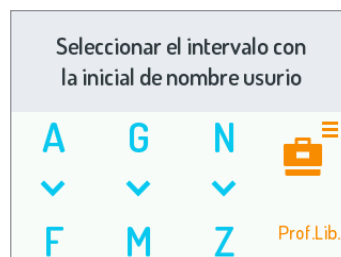 Seleccionar el intervalo con
la inicial de nombre usurio
A G N
F M Z Prof.Lib.